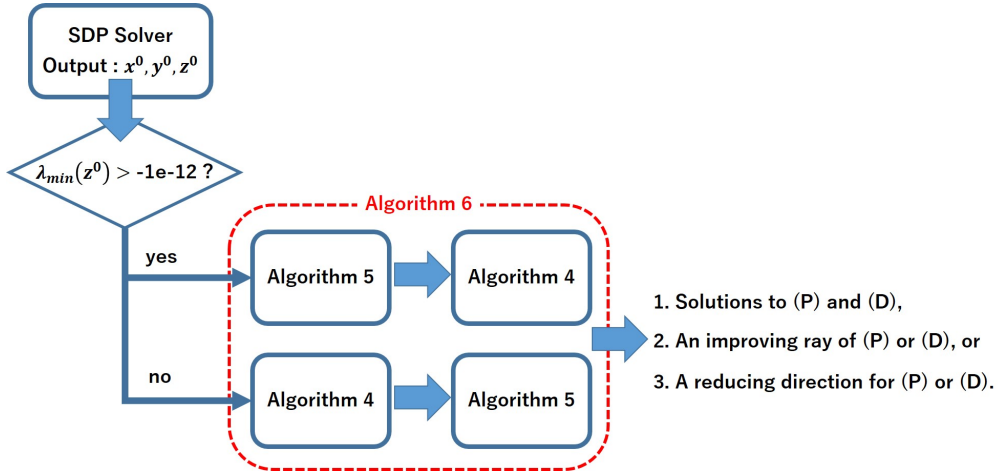 SDP Solver
Output : x⁰, y⁰, z⁰
λmin(z⁰) > -1e-12 ?
Algorithm 6
yes
Algorithm 5
Algorithm 4
no
Algorithm 4
Algorithm 5
1. Solutions to (P) and (D),
2. An improving ray of (P) or (D), or
3. A reducing direction for (P) or (D).